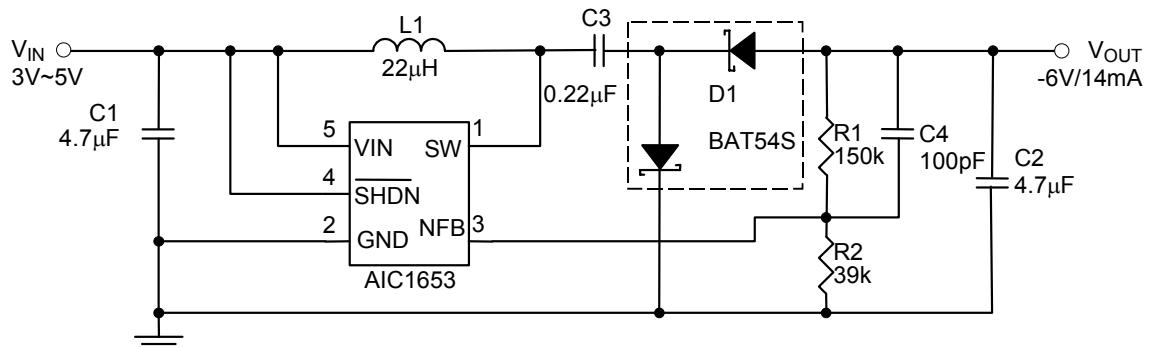 L1
C3
VIN
VOUT
3V~5V
22μH
-6V/14mA
0.22μF
D1
C1
4.7μF
BAT54S
R1
150k
C4
100pF
C2
4.7μF
5
VIN
SW
1
4
SHDN
2
GND
NFB
3
R2
39k
AIC1653